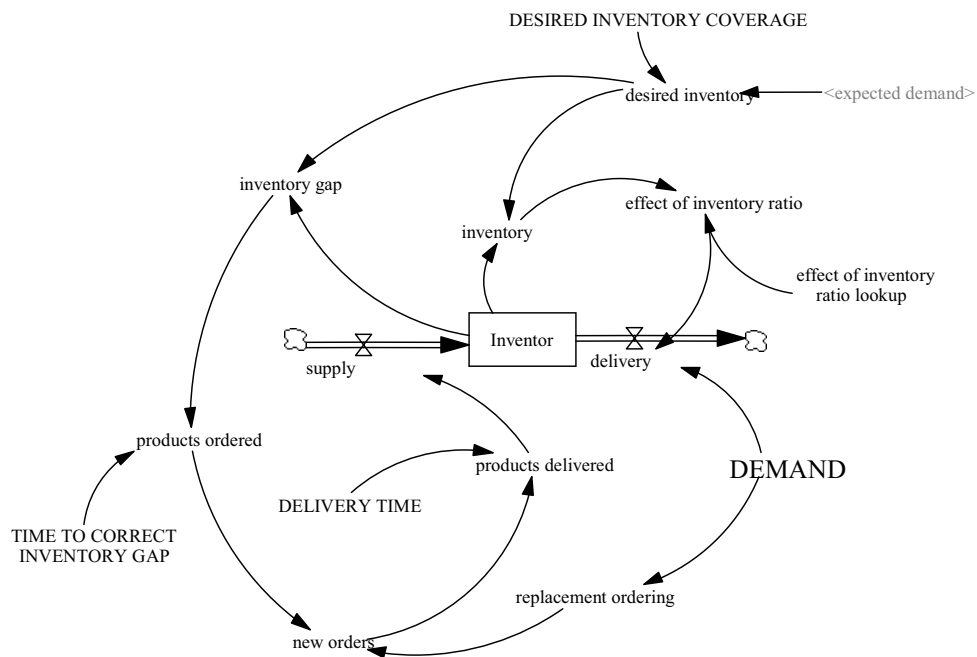 DESIRED INVENTORY COVERAGE
desired inventory
<expected demand>
inventory gap
effect of inventory ratio
inventory
effect of inventory
ratio lookup
Inventor
supply
delivery
products ordered
products delivered
DEMAND
DELIVERY TIME
TIME TO CORRECT
INVENTORY GAP
replacement ordering
new orders